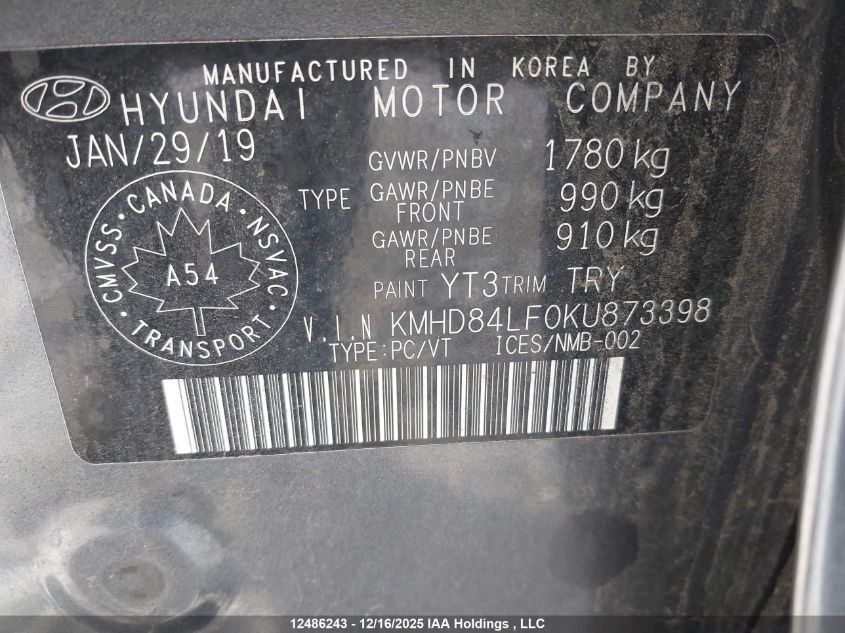 MANUFACTURED IN KOREA BY
HYUNDAI MOTOR COMPANY
JAN/29/19
GVWR/PNBV 1780 kg
TYPE GAWR/PNBE FRONT 990 kg
GAWR/PNBE REAR 910 kg
CMVSS · CANADA · NSVAC
A54
TRANSPORT
PAINT YT3 TRIM TRY
V.I.N KMHD84LF0KU873398
TYPE:PC/VT ICES/NMB-002
12486243 - 12/16/2025 IAA Holdings , LLC